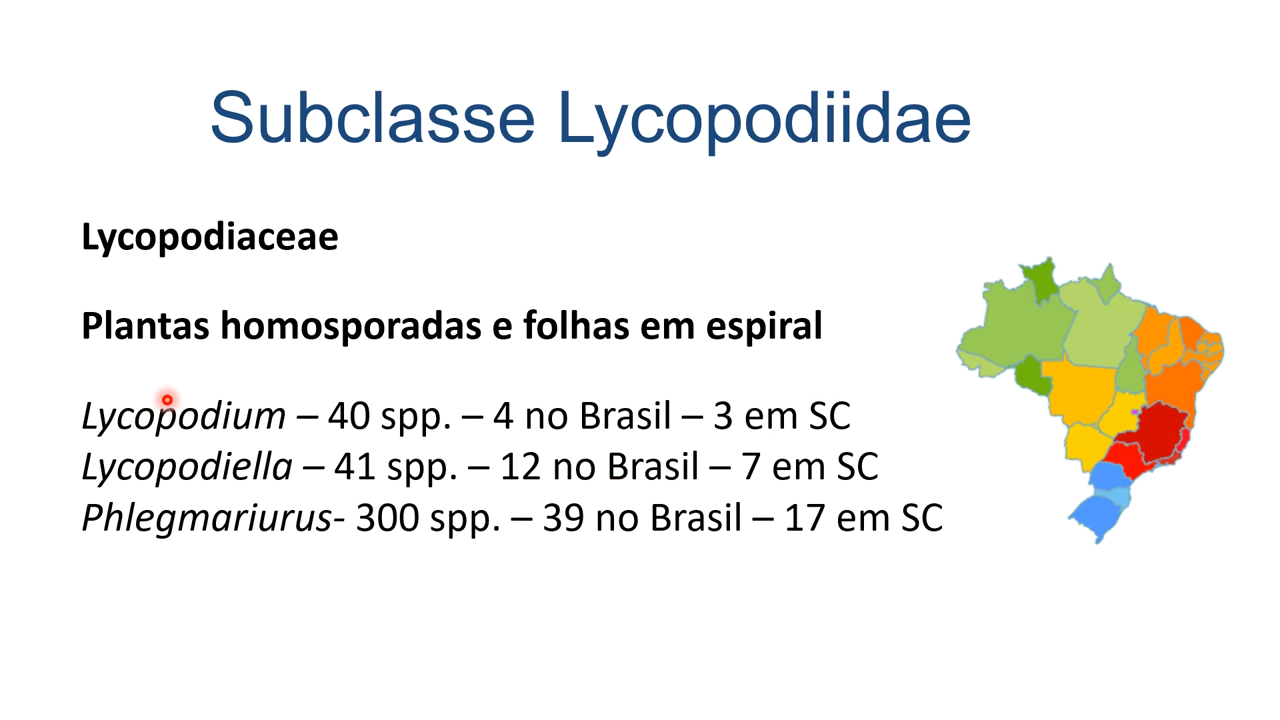 Subclasse Lycopodiidae
Lycopodiaceae
Plantas homosporadas e folhas em espiral
Lycopodium – 40 spp. – 4 no Brasil – 3 em SC
Lycopodiella – 41 spp. – 12 no Brasil – 7 em SC
Phlegmariurus- 300 spp. – 39 no Brasil – 17 em SC